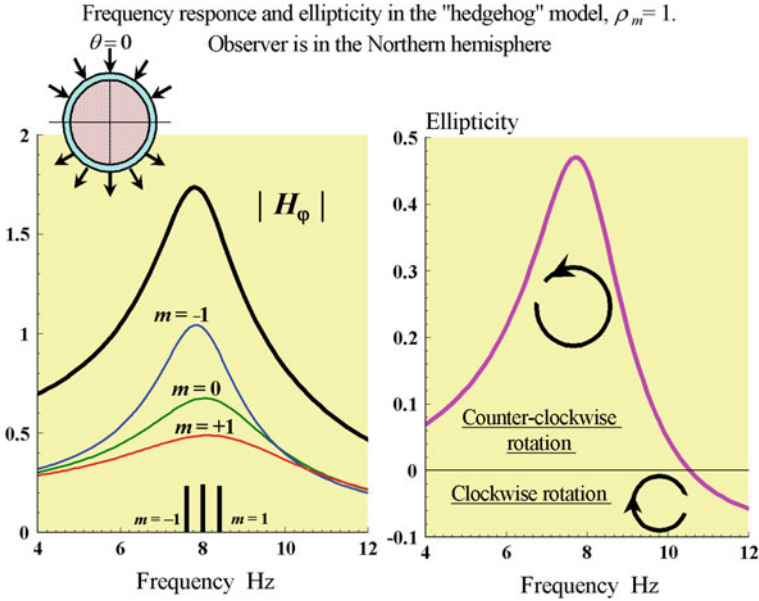 Frequency responce and ellipticity in the "hedgehog" model, ρ m = 1.
Observer is in the Northern hemisphere
θ = 0
2
1.5
1
0.5
0
| Hφ |
m = –1
m = 0
m = +1
m = –1
m = 1
4
6
8
10
12
Frequency Hz
Ellipticity
0.5
0.4
0.3
0.2
0.1
0
-0.1
Counter-clockwise
rotation
Clockwise rotation
4
6
8
10
12
Frequency Hz